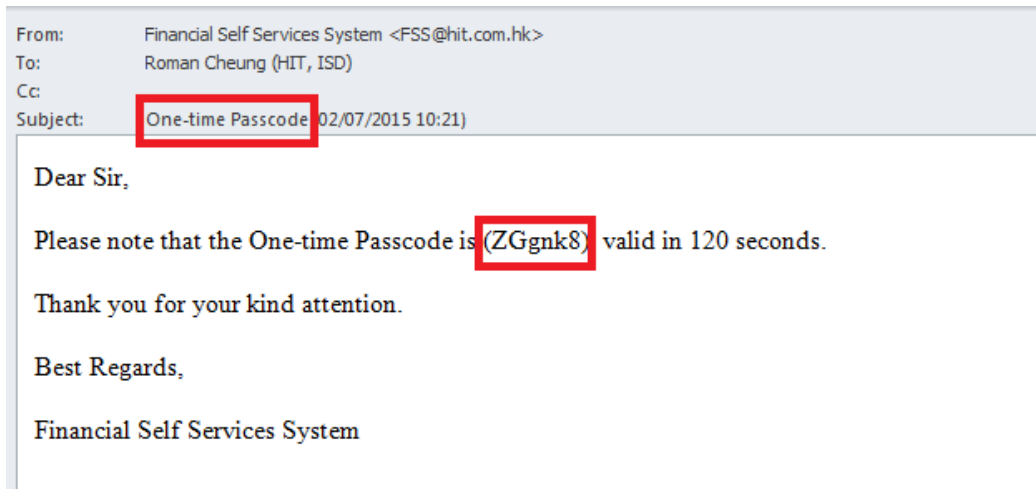 From: Financial Self Services System <FSS@hit.com.hk>
To: Roman Cheung (HIT, ISD)
Cc:
Subject: One-time Passcode 02/07/2015 10:21)
Dear Sir,
Please note that the One-time Passcode is (ZGgnk8) valid in 120 seconds.
Thank you for your kind attention.
Best Regards,
Financial Self Services System